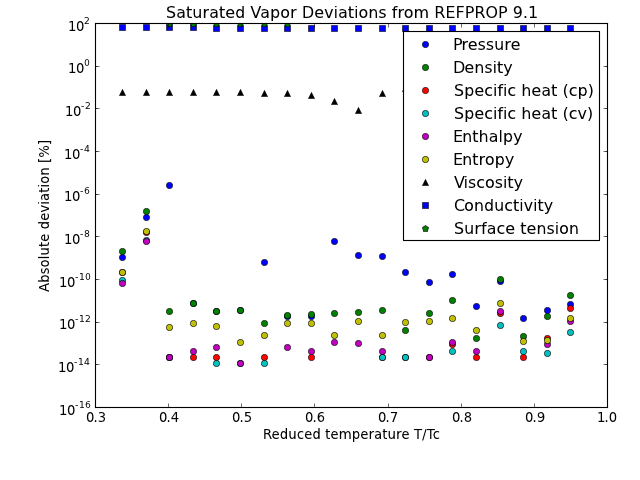 Saturated Vapor Deviations from REFPROP 9.1
Absolute deviation [%]
10^2
10^0
10^-2
10^-4
10^-6
10^-8
10^-10
10^-12
10^-14
10^-16
Pressure
Density
Specific heat (cp)
Specific heat (cv)
Enthalpy
Entropy
Viscosity
Conductivity
Surface tension
0.3 0.4 0.5 0.6 0.7 0.8 0.9 1.0
Reduced temperature T/Tc